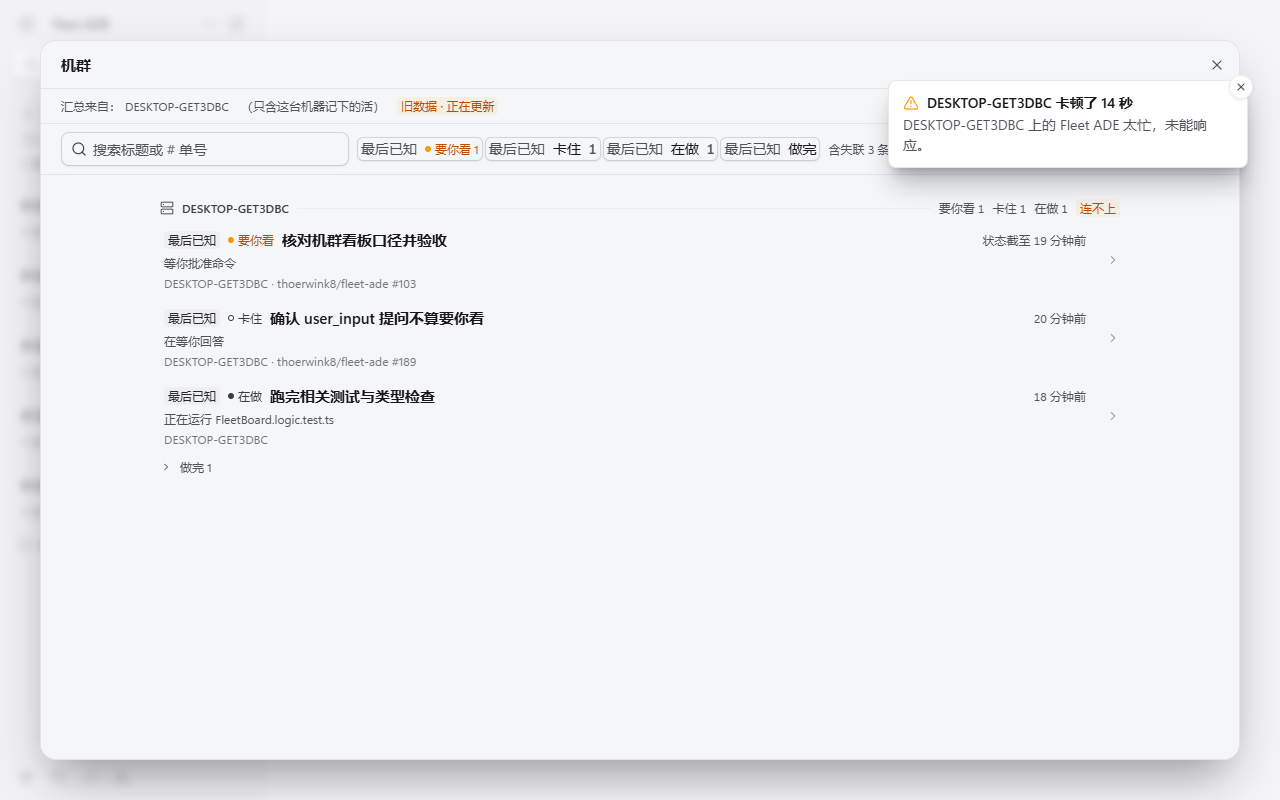 机群
汇总来自： DESKTOP-GET3DBC （只含这台机器记下的活） 旧数据 · 正在更新
DESKTOP-GET3DBC 卡顿了 14 秒
DESKTOP-GET3DBC 上的 Fleet ADE 太忙，未能响
应。
搜索标题或 # 单号 最后已知 要你看 1 最后已知 卡住 1 最后已知 在做 1 最后已知 做完 含失联 3 条
DESKTOP-GET3DBC 要你看 1 卡住 1 在做 1 连不上
最后已知 要你看 核对机群看板口径并验收 状态截至 19 分钟前
等你批准命令
DESKTOP-GET3DBC · thoerwink8/fleet-ade #103
最后已知 卡住 确认 user_input 提问不算要你看 20 分钟前
在等你回答
DESKTOP-GET3DBC · thoerwink8/fleet-ade #189
最后已知 在做 跑完相关测试与类型检查 18 分钟前
正在运行 FleetBoard.logic.test.ts
DESKTOP-GET3DBC
做完 1